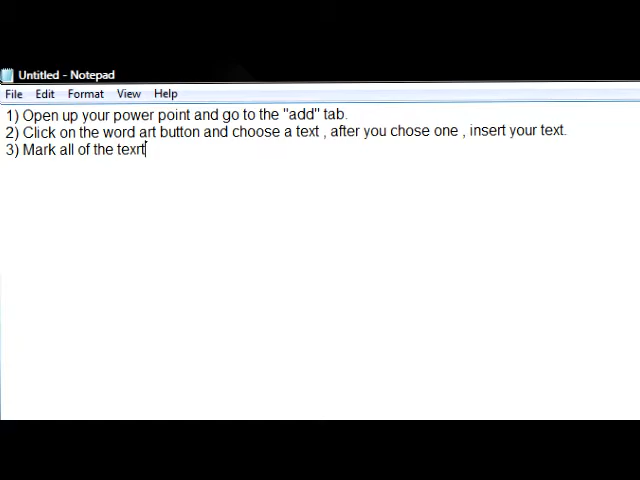 Untitled - Notepad
File Edit Format View Help
1) Open up your power point and go to the "add" tab.
2) Click on the word art button and choose a text , after you chose one , insert your text.
3) Mark all of the texrt